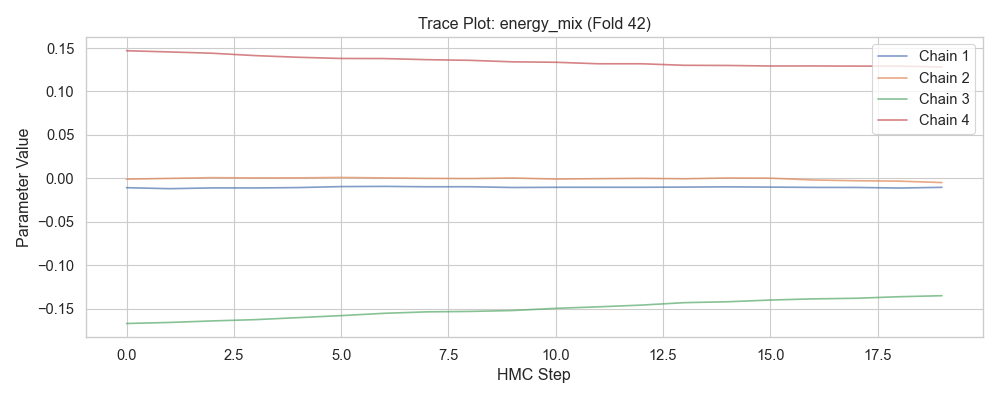 Trace Plot: energy_mix (Fold 42)
Parameter Value
0.15
0.10
0.05
0.00
−0.05
−0.10
−0.15
Chain 1
Chain 2
Chain 3
Chain 4
0.0 2.5 5.0 7.5 10.0 12.5 15.0 17.5
HMC Step